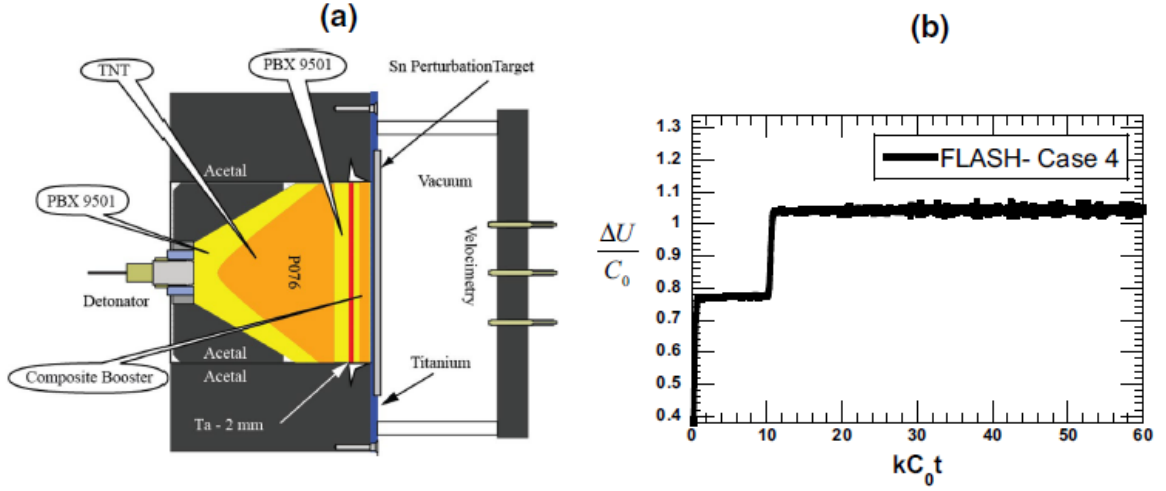 (a)
TNT
PBX 9501
Sn PerturbationTarget
Acetal
Vacuum
PBX 9501
P076
Velocimetry
Detonator
Acetal
Acetal
Composite Booster
Titanium
Ta - 2 mm
(b)
1.3
1.2
1.1
1
0.9
0.8
0.7
0.6
0.5
0.4
ΔU
C₀
FLASH- Case 4
0 10 20 30 40 50 60
kC₀t